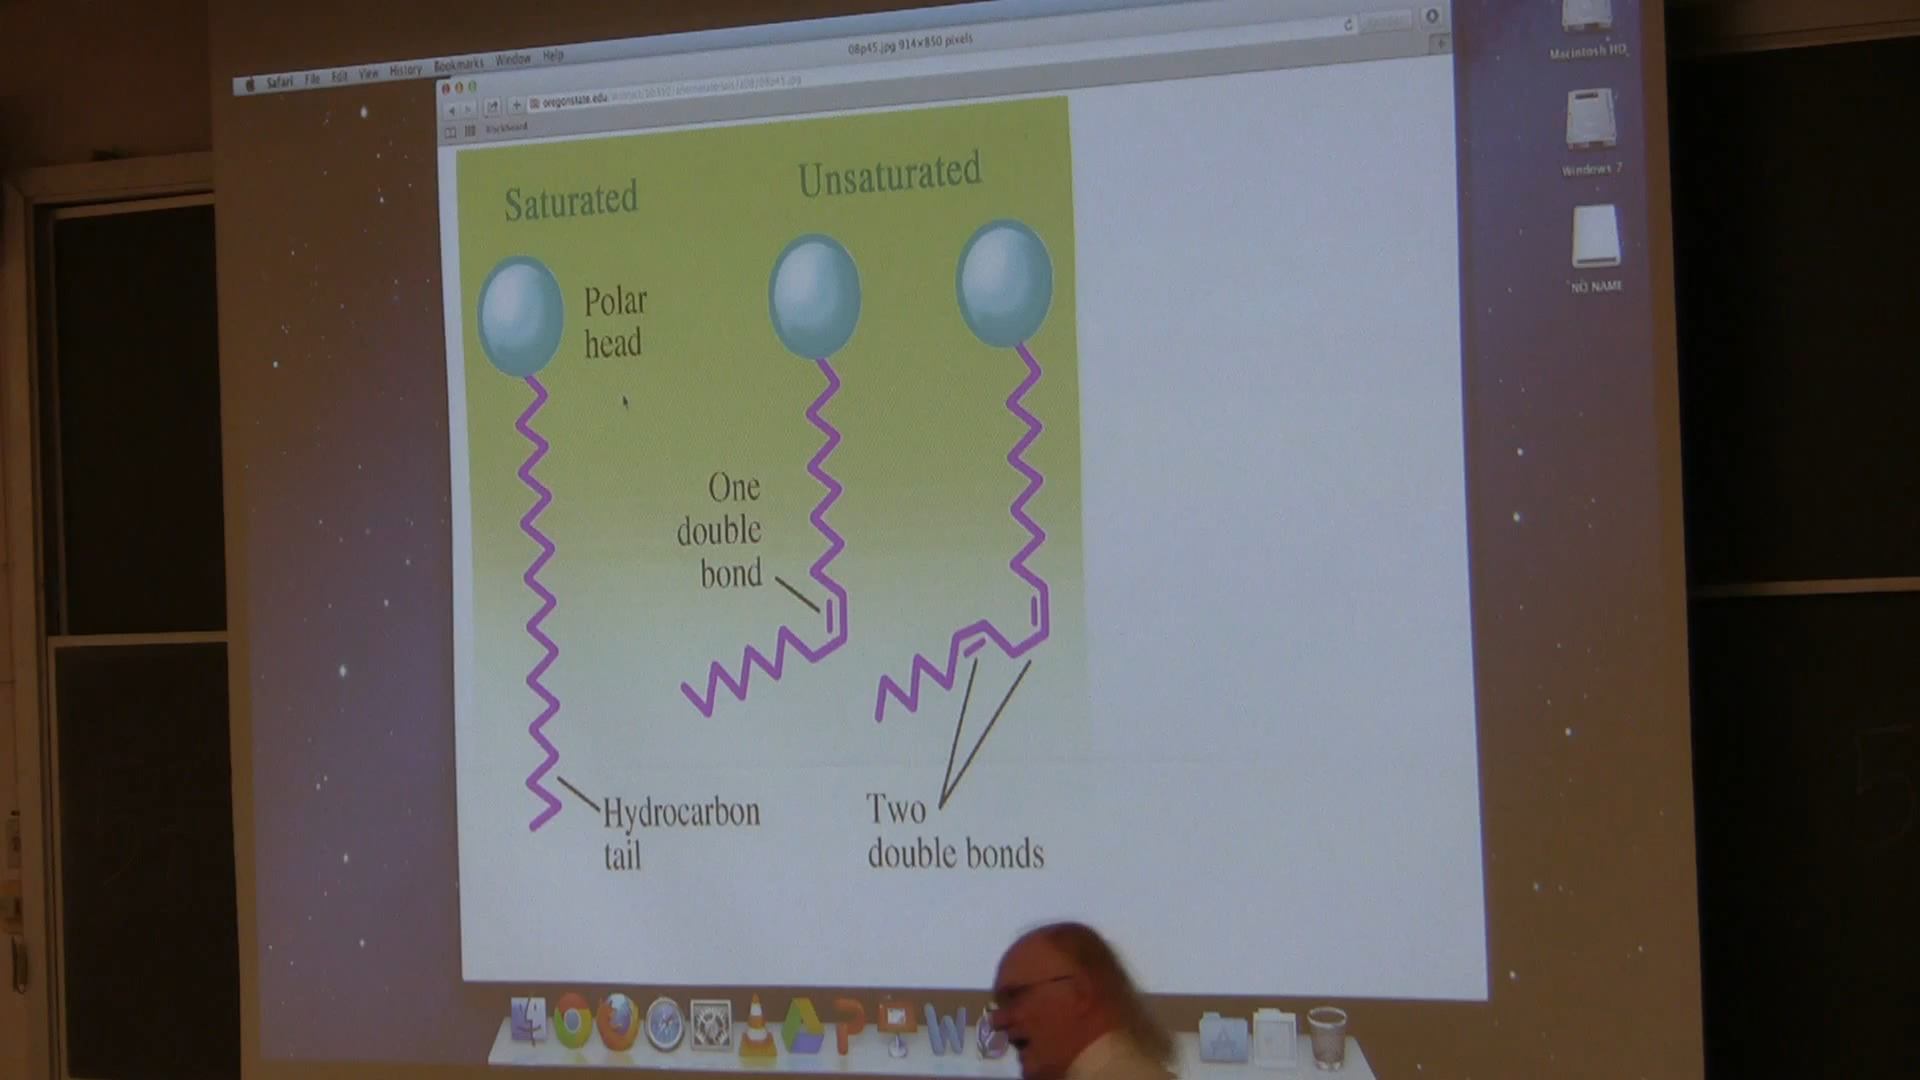 Safari File Edit View History Bookmarks Window Help
08p45.jpg 914×850 pixels
oregonstate.edu
Blackboard
Macintosh HD
Windows 7
NO NAME
Saturated
Unsaturated
Polar
head
One
double
bond
Hydrocarbon
tail
Two
double bonds